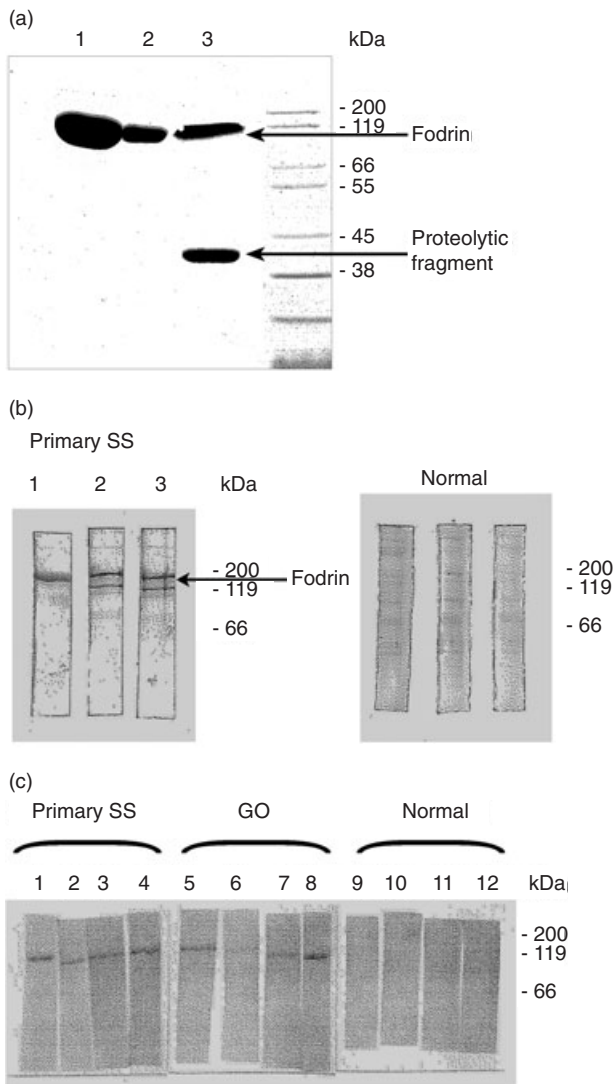 (a)
1 2 3 kDa
- 200
- 119
Fodrin
- 66
- 55
- 45
Proteolytic
fragment
- 38
(b)
Primary SS
1 2 3 kDa
Normal
- 200
Fodrin
- 119
- 66
- 200
- 119
- 66
(c)
Primary SS GO Normal
1 2 3 4 5 6 7 8 9 10 11 12 kDa
- 200
- 119
- 66